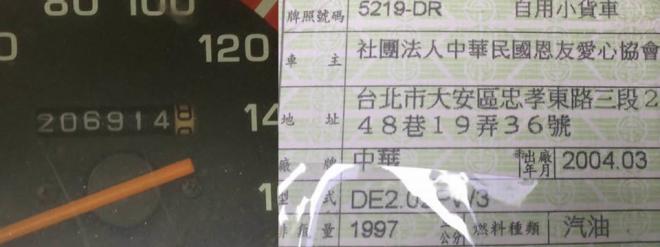 80 100
120
206914
14
牌照號碼 5219-DR 自用小貨車
車主 社團法人中華民國恩友愛心協會
地址 台北市大安區忠孝東路三段2
48巷19弄36號
廠牌 中華 出廠年月 2004.03
型式 DE2.0
排氣量 1997 燃料種類 汽油